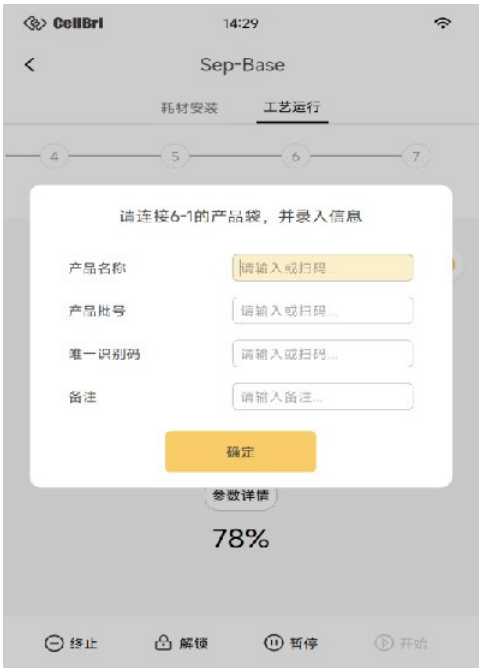 CellBri 14:29
Sep-Base
耗材安装 工艺运行
4 5 6 7
请连接6-1的产品袋，并录入信息
产品名称 请输入或扫码...
产品批号 请输入或扫码...
唯一识别码 请输入或扫码...
备注 请输入备注...
确定
参数详情
78%
终止 解锁 暂停 开始